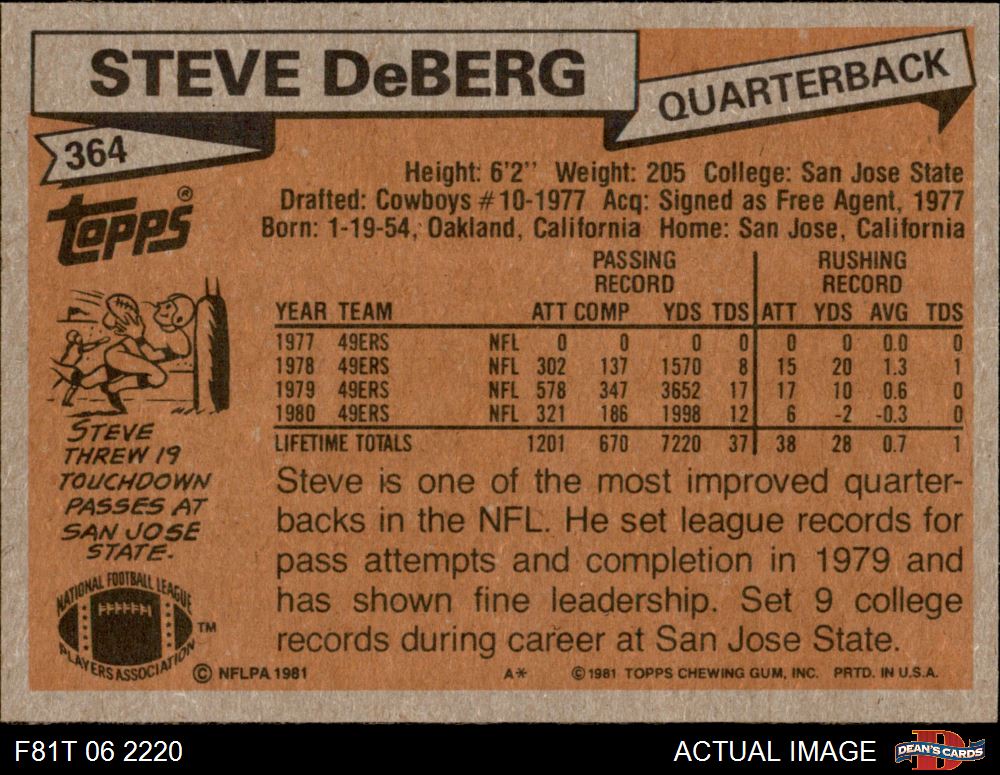 STEVE DeBERG
QUARTERBACK
364
Topps®
Height: 6'2" Weight: 205 College: San Jose State
Drafted: Cowboys #10-1977 Acq: Signed as Free Agent, 1977
Born: 1-19-54, Oakland, California Home: San Jose, California
PASSING RECORD RUSHING RECORD
YEAR TEAM ATT COMP YDS TDS ATT YDS AVG TDS
1977 49ERS NFL 0 0 0 0 0 0 0.0 0
1978 49ERS NFL 302 137 1570 8 15 20 1.3 1
1979 49ERS NFL 578 347 3652 17 17 10 0.6 0
1980 49ERS NFL 321 186 1998 12 6 -2 -0.3 0
LIFETIME TOTALS 1201 670 7220 37 38 28 0.7 1
STEVE
THREW 19
TOUCHDOWN
PASSES AT
SAN JOSE
STATE.
Steve is one of the most improved quarter-
backs in the NFL. He set league records for
pass attempts and completion in 1979 and
has shown fine leadership. Set 9 college
records during career at San Jose State.
NATIONAL FOOTBALL LEAGUE
PLAYERS ASSOCIATION
TM
© NFLPA 1981 A* © 1981 TOPPS CHEWING GUM, INC. PRTD. IN U.S.A.
F81T 06 2220 ACTUAL IMAGE DEAN'S CARDS